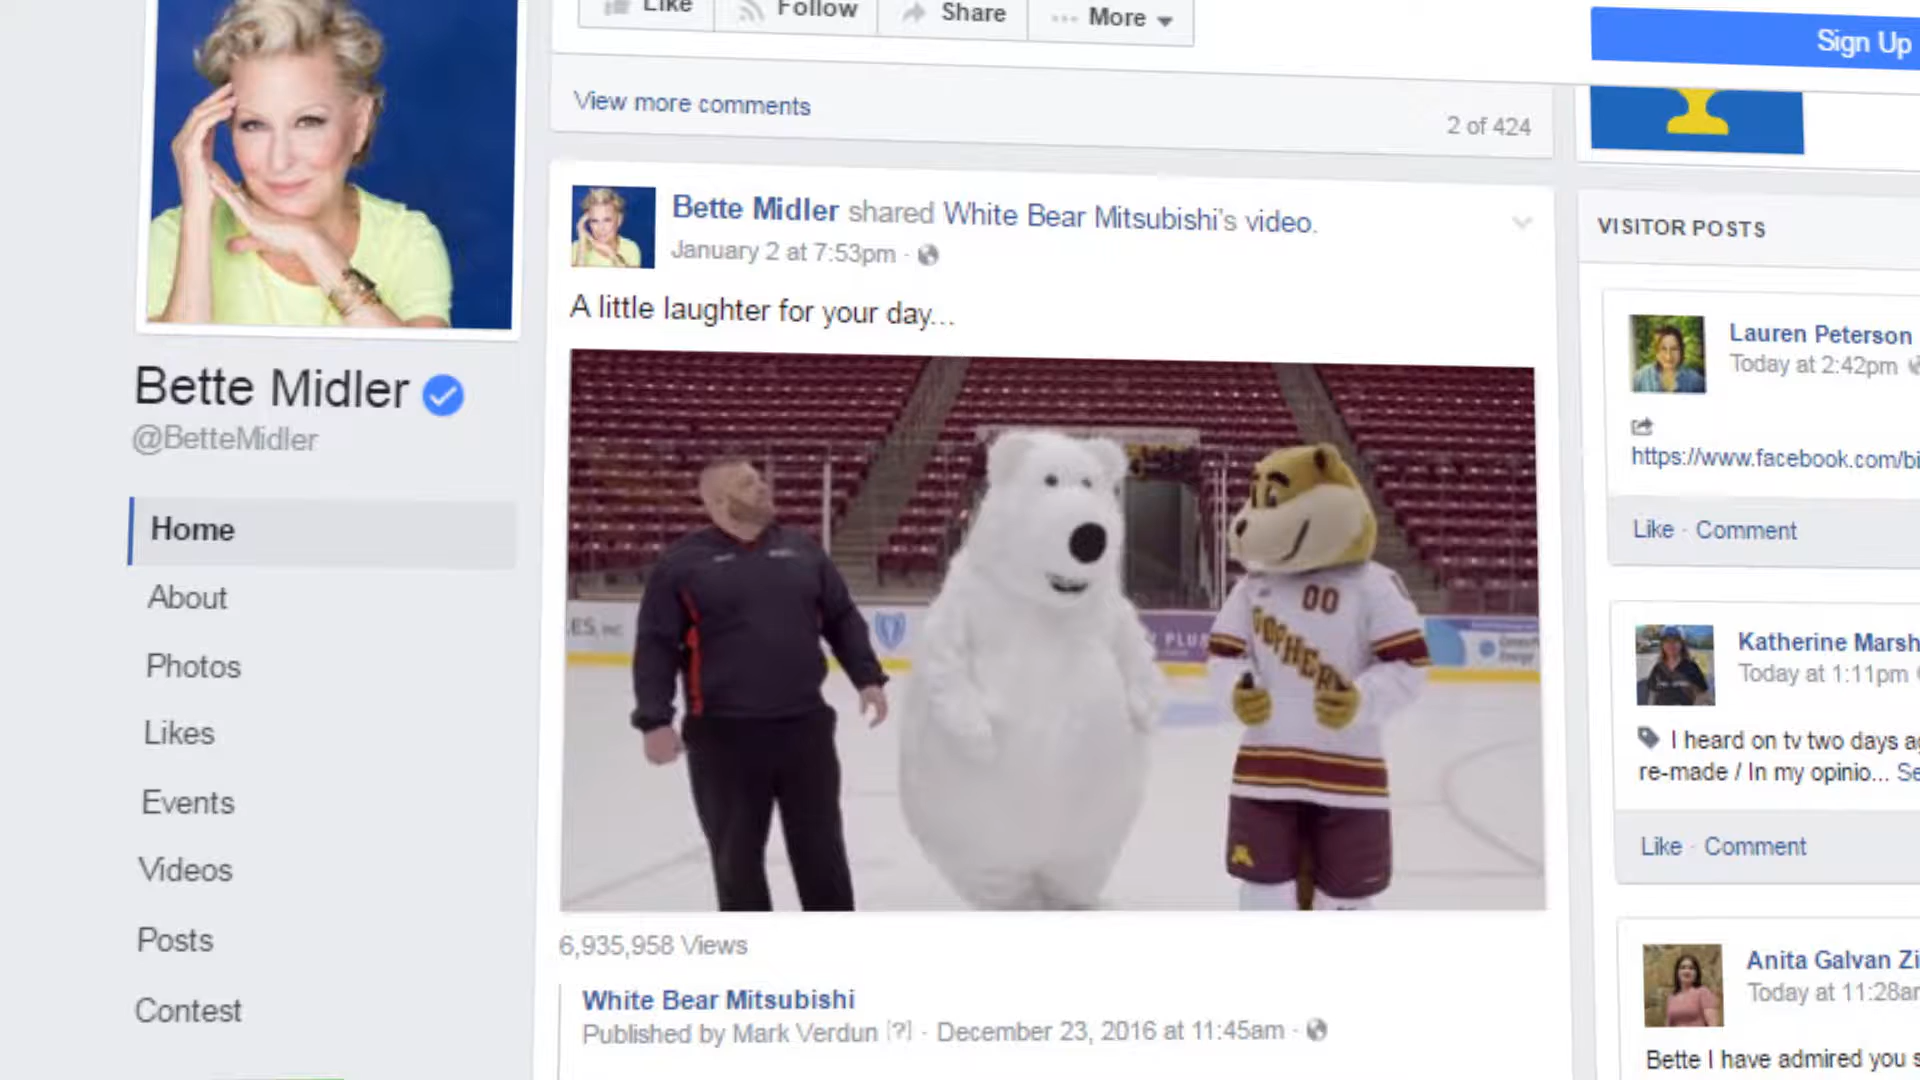 Like
Follow
Share
More
Sign Up
View more comments
2 of 424
Bette Midler shared White Bear Mitsubishi's video.
January 2 at 7:53pm ·
A little laughter for your day...
Bette Midler
@BetteMidler
Home
About
Photos
Likes
Events
Videos
Posts
Contest
ES, INC
PLUS
00
GOPHERS
M
6,935,958 Views
White Bear Mitsubishi
Published by Mark Verdun [?] · December 23, 2016 at 11:45am ·
VISITOR POSTS
Lauren Peterson
Today at 2:42pm
https://www.facebook.com/bi
Like · Comment
Katherine Marsh
Today at 1:11pm
I heard on tv two days a
re-made / In my opinio... Se
Like · Comment
Anita Galvan Zi
Today at 11:28am
Bette I have admired you s